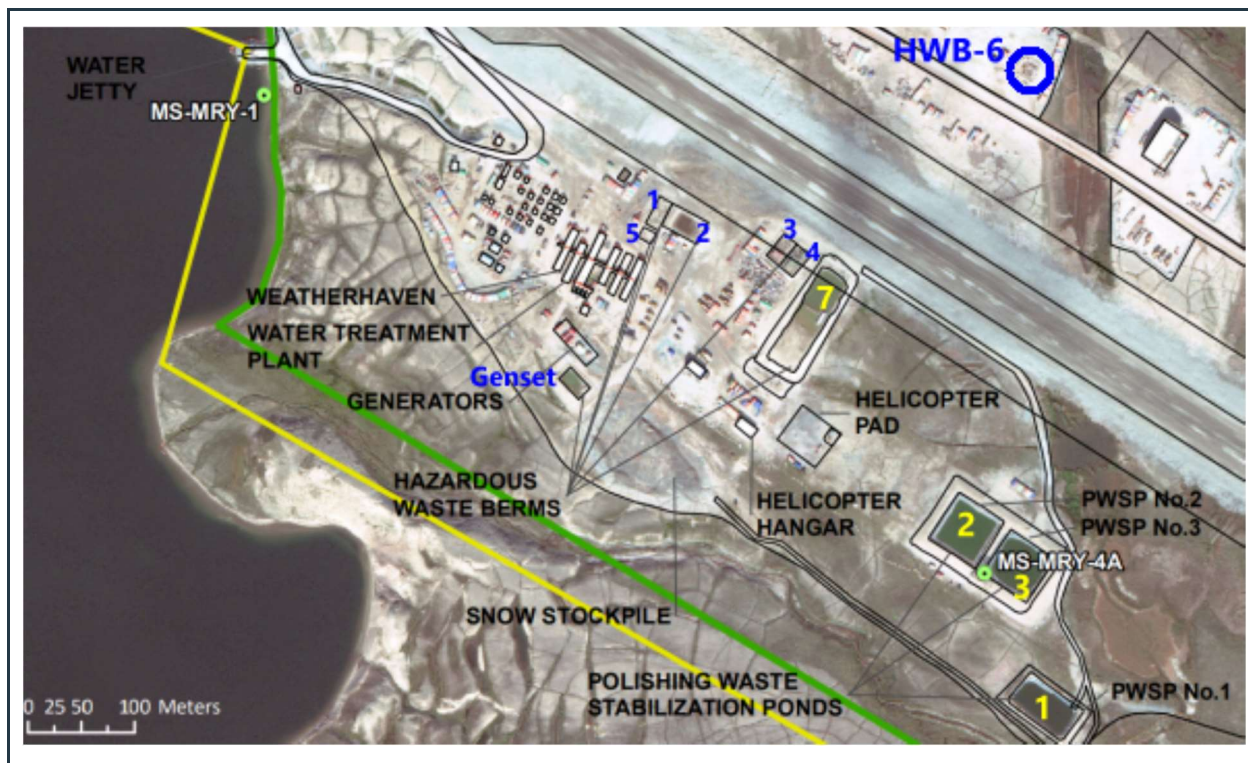 HWB-6
WATER
JETTY
MS-MRY-1
1
5
2
3
4
7
WEATHERHAVEN
WATER TREATMENT
PLANT
Genset
GENERATORS
HELICOPTER
PAD
HAZARDOUS
WASTE BERMS
HELICOPTER
HANGAR
PWSP No.2
PWSP No.3
2
MS-MRY-4A
3
SNOW STOCKPILE
POLISHING WASTE
STABILIZATION PONDS
PWSP No.1
1
0 25 50 100 Meters